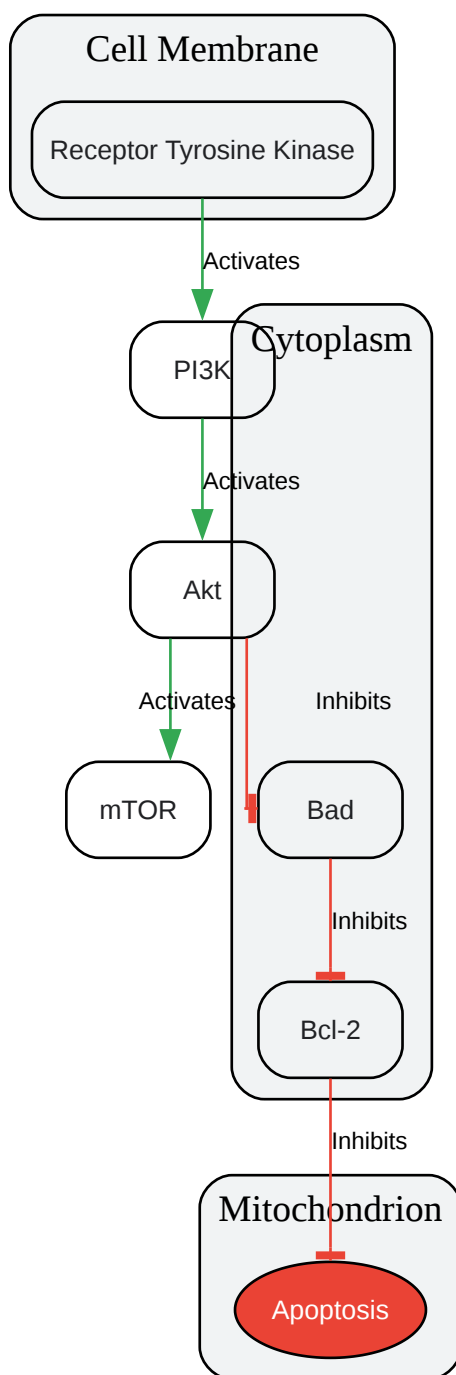 Cell Membrane
Receptor Tyrosine Kinase
Activates
Cytoplasm
PI3K
Activates
Akt
Activates
Inhibits
mTOR
Bad
Inhibits
Bcl-2
Inhibits
Mitochondrion
Apoptosis